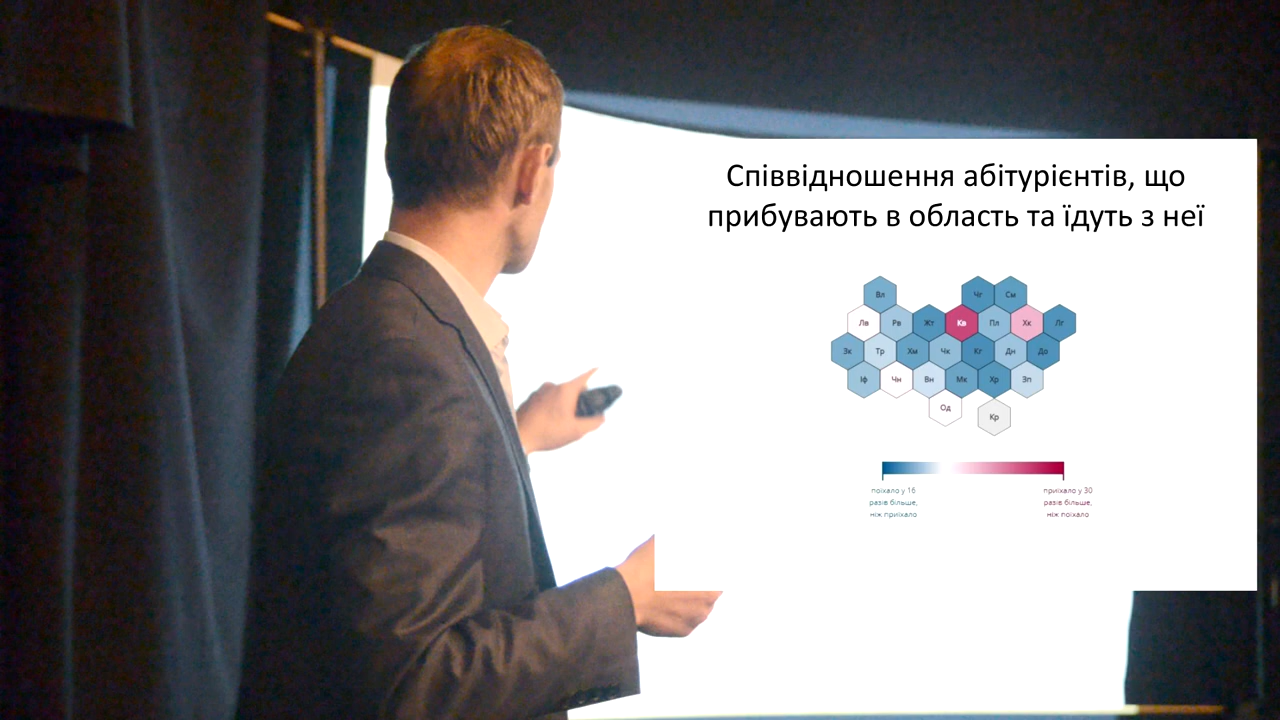 Співвідношення абітурієнтів, що
прибувають в область та їдуть з неї
Вл Чг См
Лв Рв Жт Кв Пл Хк Лг
Зк Тр Хм Чк Кг Дн До
Іф Чн Вн Мк Хр Зп
Од Кр
поїхало у 16
разів більше,
ніж приїхало
приїхало у 30
разів більше,
ніж поїхало